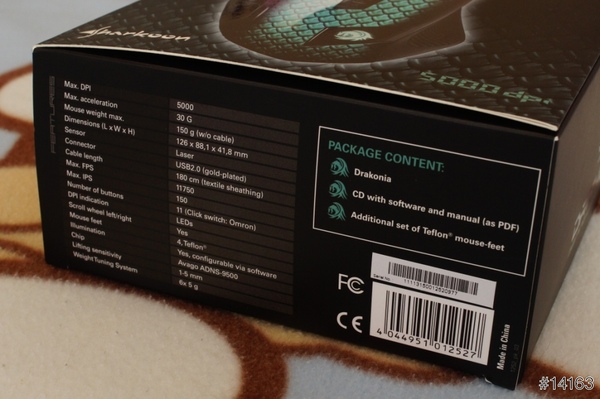 Sharkoon
5000 dpi
FEATURES
Max. DPI 5000
Max. acceleration 30 G
Mouse weight max. 150 g (w/o cable)
Dimensions (L x W x H) 126 x 88,1 x 41,8 mm
Sensor Laser
Connector USB2.0 (gold-plated)
Cable length 180 cm (textile sheathing)
Max. FPS 11750
Max. IPS 150
Number of buttons 11 (Click switch: Omron)
DPI indication LEDs
Scroll wheel left/right Yes
Mouse feet 4,Teflon®
Illumination Yes, configurable via software
Chip Avago ADNS-9500
Lifting sensitivity 1-5 mm
WeightTuning System 6x 5 g
PACKAGE CONTENT:
Drakonia
CD with software and manual (as PDF)
Additional set of Teflon® mouse-feet
FC
CE
4 044951 012527
Made in China
#14163